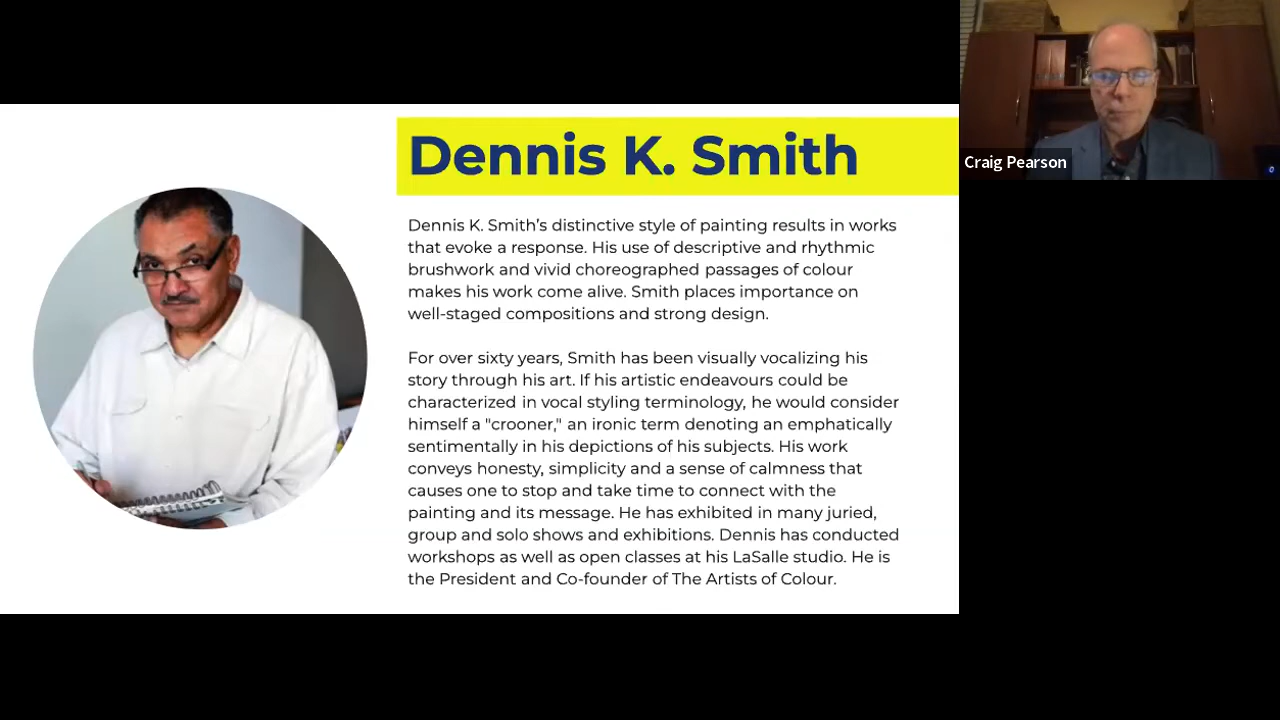 Dennis K. Smith
Dennis K. Smith’s distinctive style of painting results in works
that evoke a response. His use of descriptive and rhythmic
brushwork and vivid choreographed passages of colour
makes his work come alive. Smith places importance on
well-staged compositions and strong design.
For over sixty years, Smith has been visually vocalizing his
story through his art. If his artistic endeavours could be
characterized in vocal styling terminology, he would consider
himself a "crooner," an ironic term denoting an emphatically
sentimentally in his depictions of his subjects. His work
conveys honesty, simplicity and a sense of calmness that
causes one to stop and take time to connect with the
painting and its message. He has exhibited in many juried,
group and solo shows and exhibitions. Dennis has conducted
workshops as well as open classes at his LaSalle studio. He is
the President and Co-founder of The Artists of Colour.
Craig Pearson